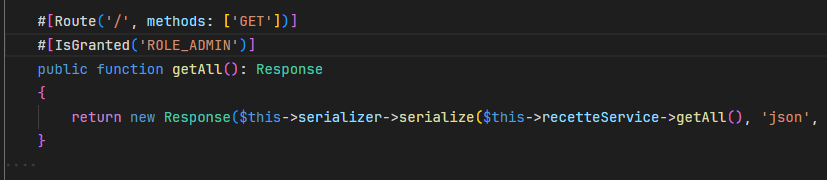 #[Route('/', methods: ['GET'])]
#[IsGranted('ROLE_ADMIN')]
public function getAll(): Response
{
return new Response($this->serializer->serialize($this->recetteService->getAll(), 'json',
}